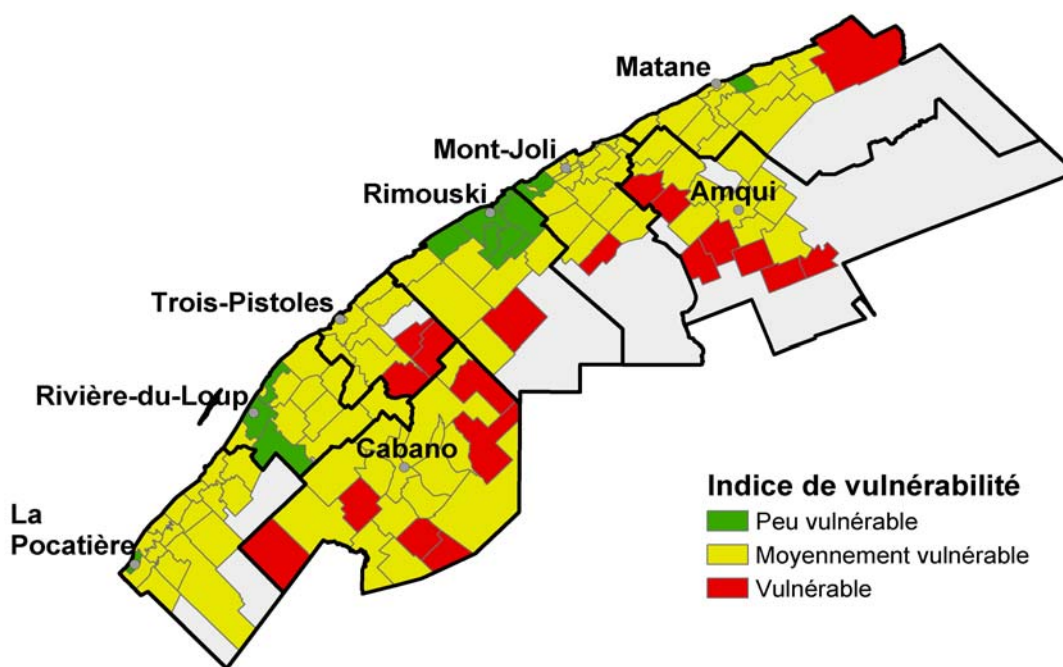 Matane
Mont-Joli
Rimouski
Amqui
Trois-Pistoles
Rivière-du-Loup
Cabano
La
Pocatière
Indice de vulnérabilité
Peu vulnérable
Moyennement vulnérable
Vulnérable